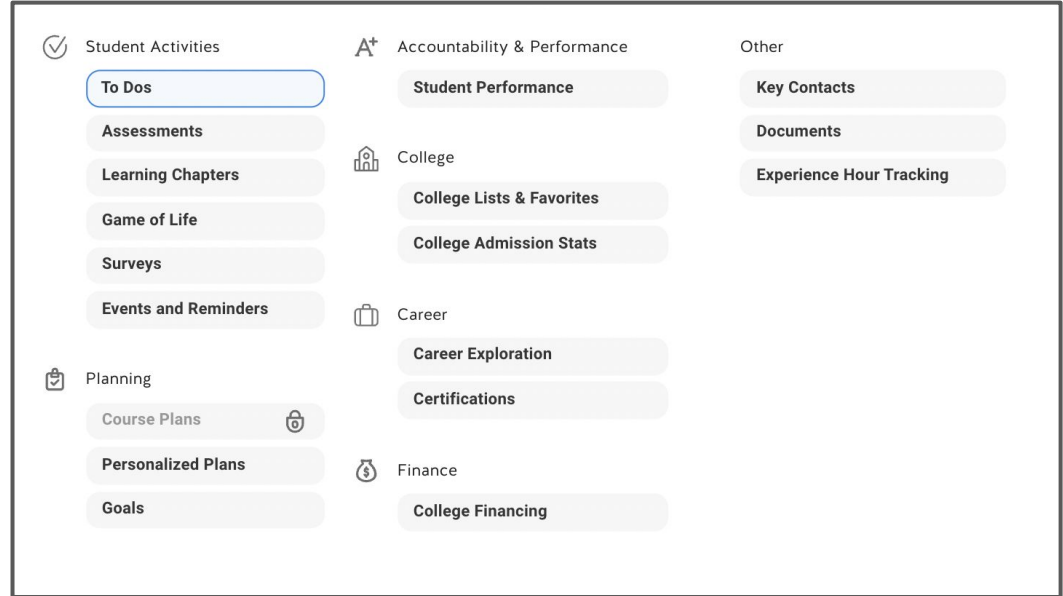 Student Activities
To Dos
Assessments
Learning Chapters
Game of Life
Surveys
Events and Reminders
Planning
Course Plans
Personalized Plans
Goals
A+ Accountability & Performance
Student Performance
College
College Lists & Favorites
College Admission Stats
Career
Career Exploration
Certifications
$ Finance
College Financing
Other
Key Contacts
Documents
Experience Hour Tracking